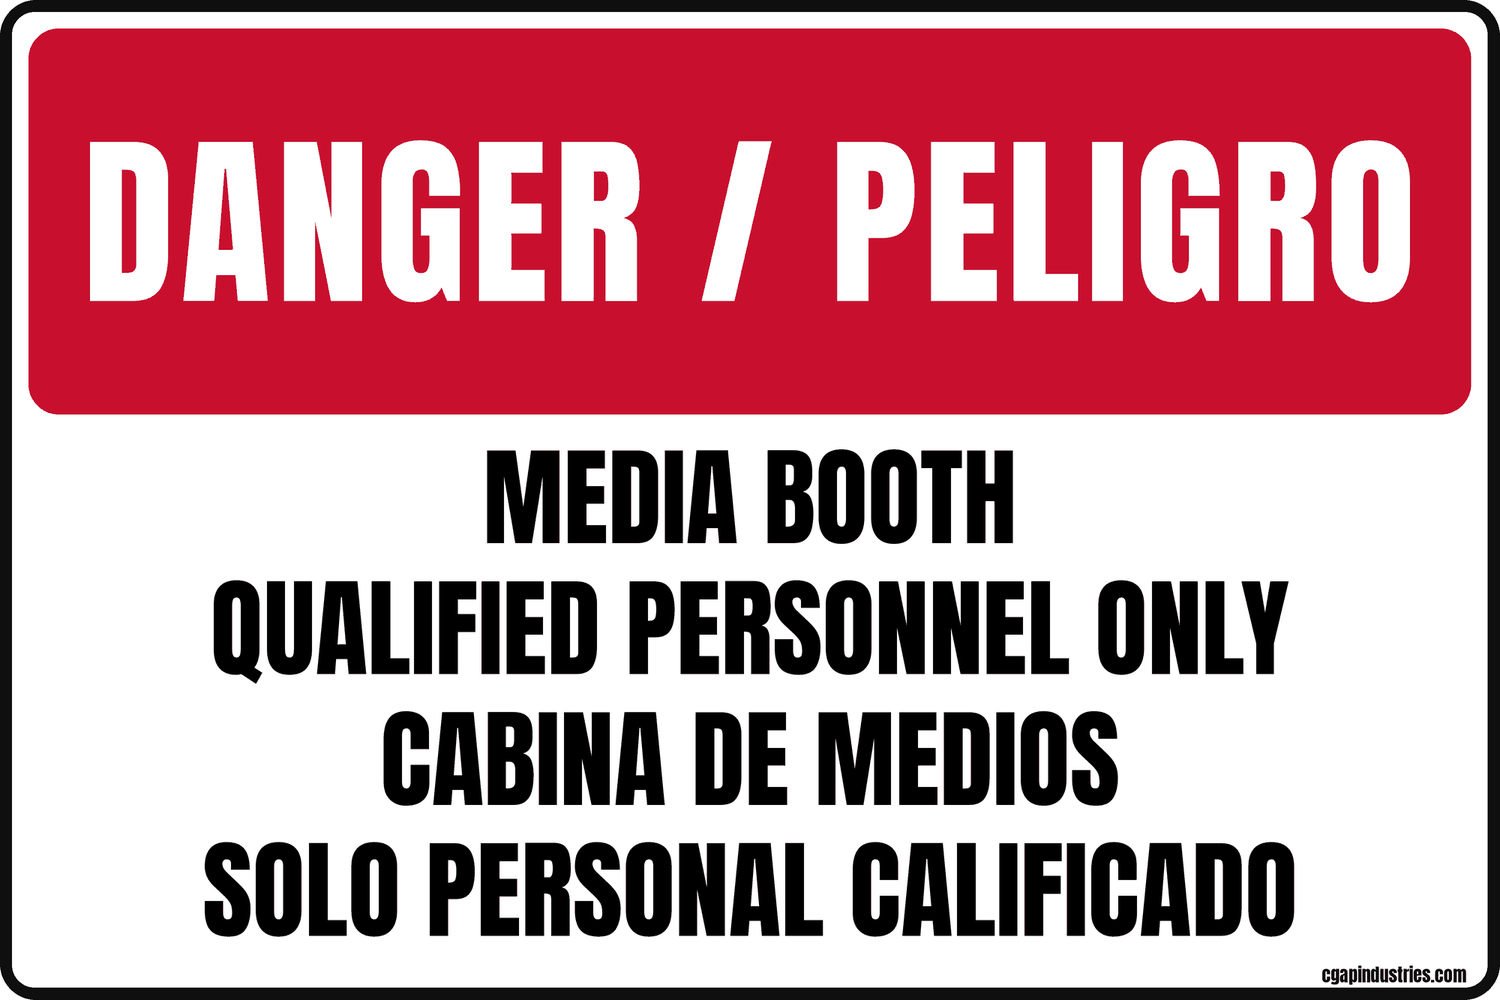 DANGER / PELIGRO
MEDIA BOOTH
QUALIFIED PERSONNEL ONLY
CABINA DE MEDIOS
SOLO PERSONAL CALIFICADO
cgapindustries.com